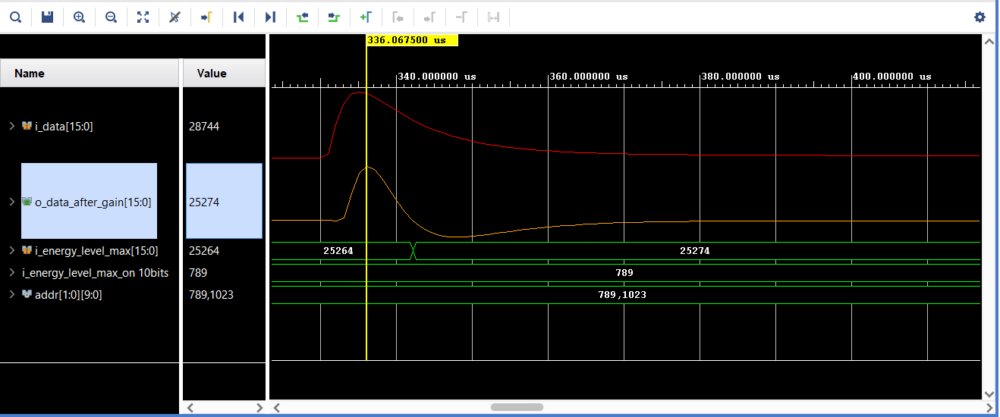 336.067500 us
Name
Value
340.000000 us
360.000000 us
380.000000 us
400.000000 us
i_data[15:0]
28744
o_data_after_gain[15:0]
25274
i_energy_level_max[15:0]
25264
25264
25274
i_energy_level_max_on 10bits
789
789
addr[1:0][9:0]
789,1023
789,1023